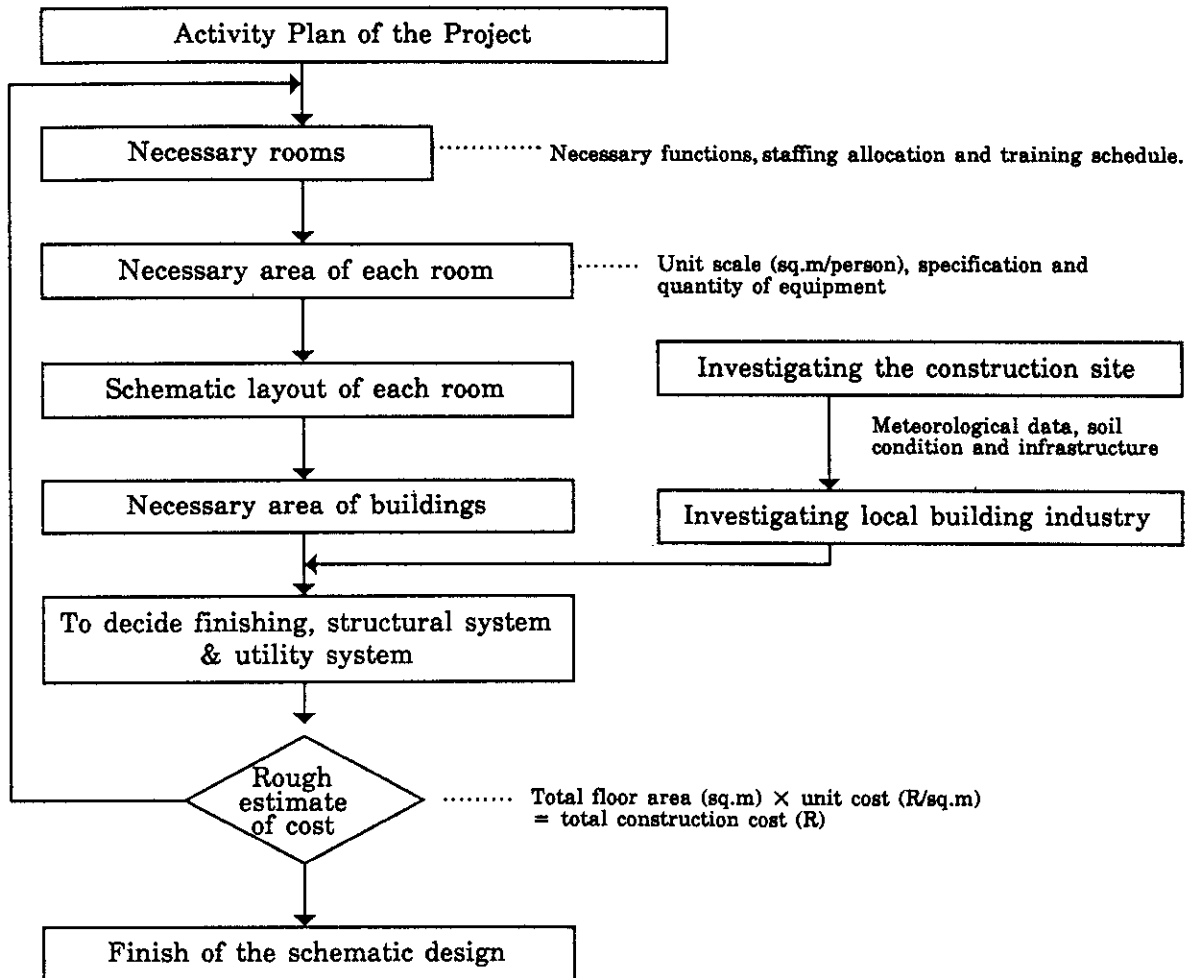 Activity Plan of the Project
Necessary rooms
Necessary functions, staffing allocation and training schedule.
Necessary area of each room
Unit scale (sq.m/person), specification and
quantity of equipment
Schematic layout of each room
Investigating the construction site
Meteorological data, soil
condition and infrastructure
Necessary area of buildings
Investigating local building industry
To decide finishing, structural system
& utility system
Rough
estimate
of cost
Total floor area (sq.m) × unit cost (R/sq.m)
= total construction cost (R)
Finish of the schematic design